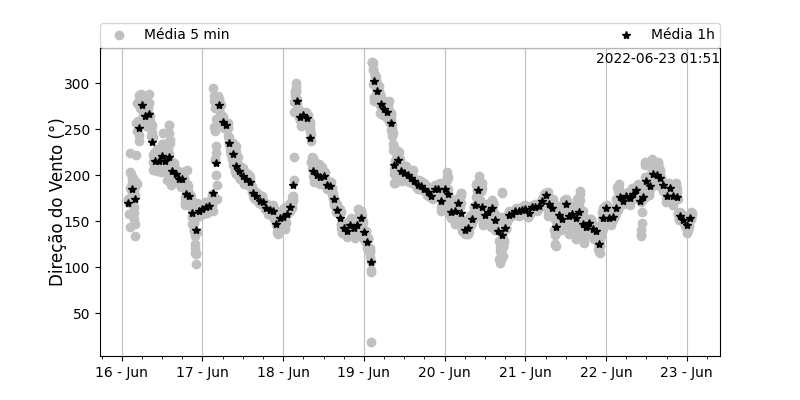 Média 5 min
Média 1h
2022-06-23 01:51
Direção do Vento (°)
300
250
200
150
100
50
16 - Jun
17 - Jun
18 - Jun
19 - Jun
20 - Jun
21 - Jun
22 - Jun
23 - Jun